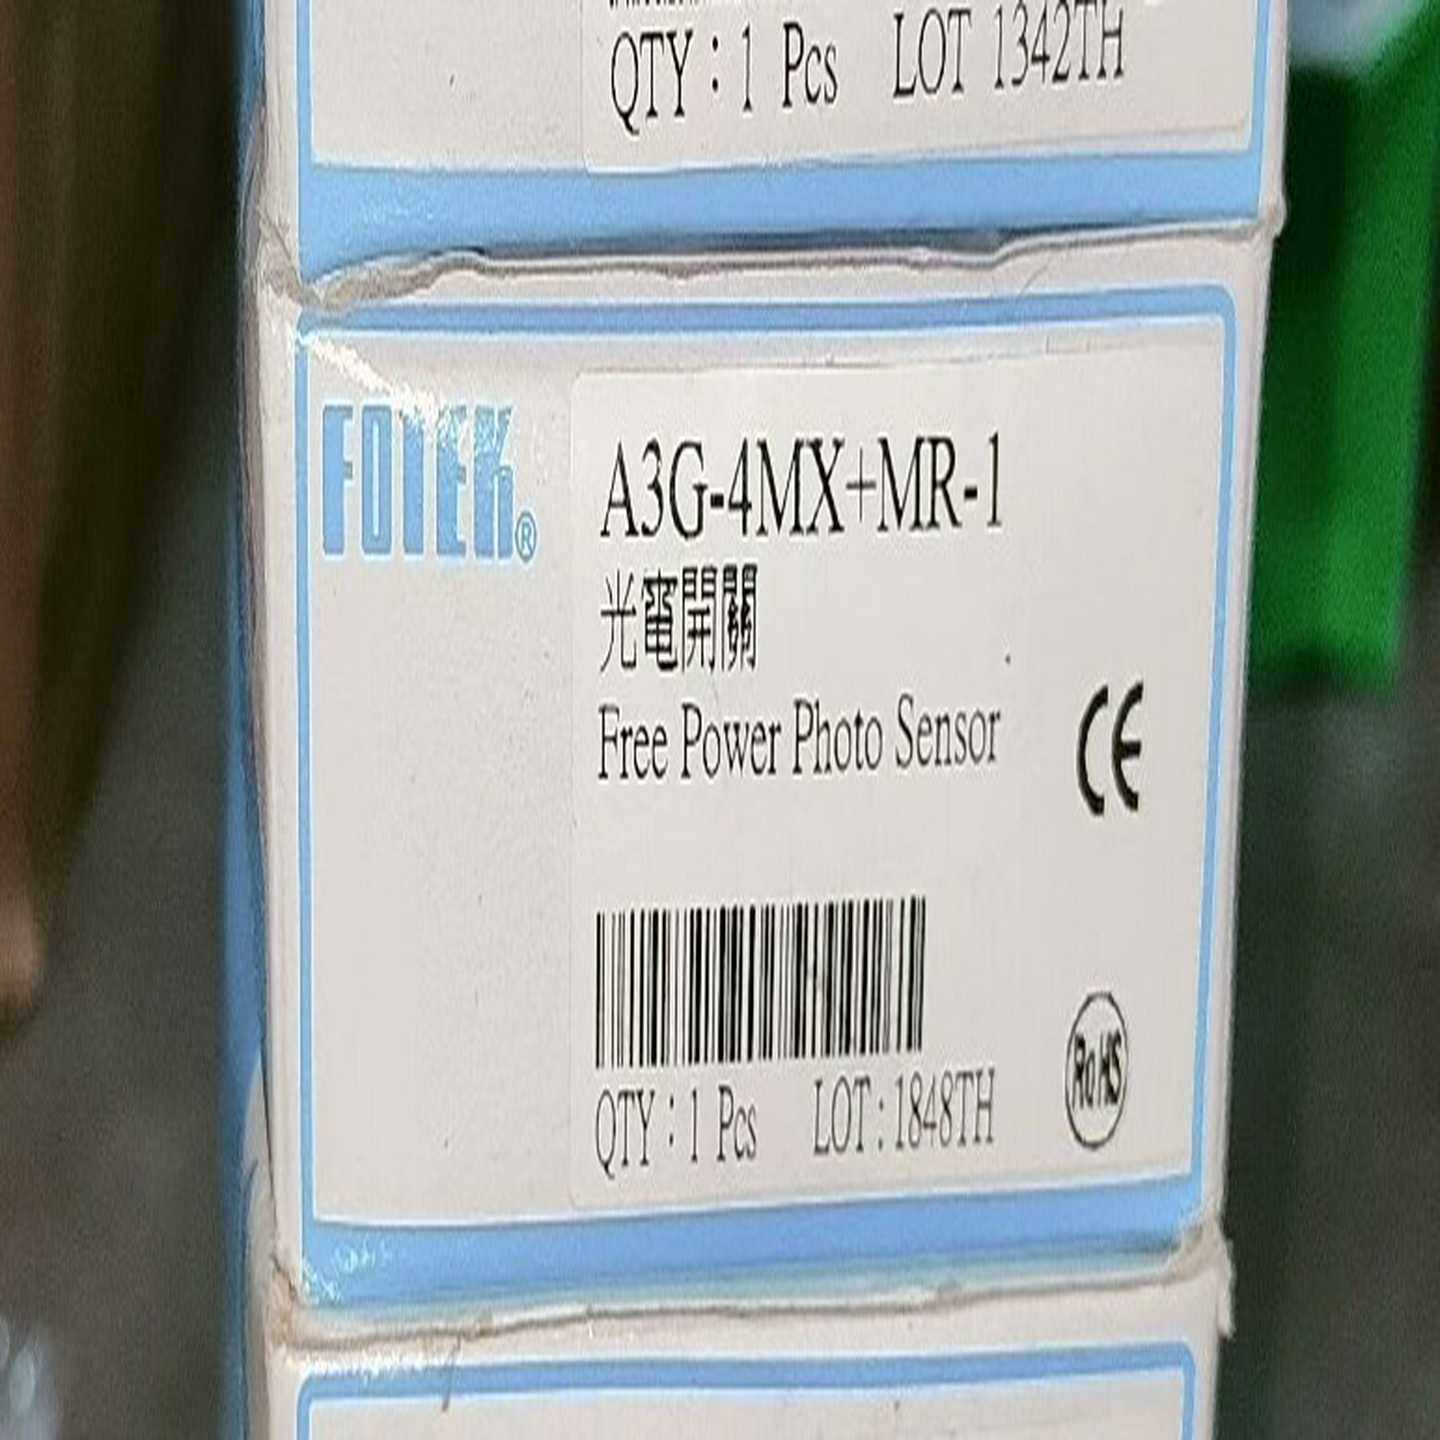 QTY : 1 Pcs LOT 1342TH
FOTEK®
A3G-4MX+MR-1
光電開關
Free Power Photo Sensor
CE
RoHS
QTY : 1 Pcs LOT : 1848TH